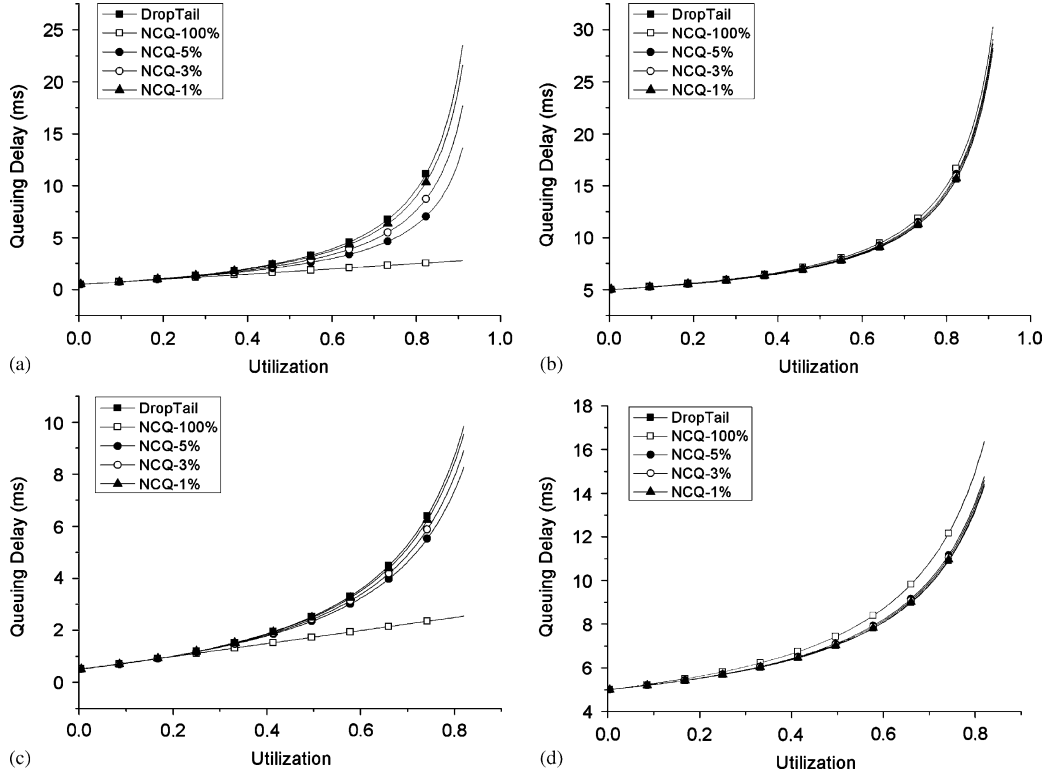 DropTail
NCQ-100%
NCQ-5%
NCQ-3%
NCQ-1%
25
20
15
10
5
0
Queuing Delay (ms)
0.0 0.2 0.4 0.6 0.8 1.0
Utilization
(a)
DropTail
NCQ-100%
NCQ-5%
NCQ-3%
NCQ-1%
30
25
20
15
10
5
Queuing Delay (ms)
0.0 0.2 0.4 0.6 0.8 1.0
Utilization
(b)
DropTail
NCQ-100%
NCQ-5%
NCQ-3%
NCQ-1%
10
8
6
4
2
0
Queuing Delay (ms)
0.0 0.2 0.4 0.6 0.8
Utilization
(c)
DropTail
NCQ-100%
NCQ-5%
NCQ-3%
NCQ-1%
18
16
14
12
10
8
6
4
Queuing Delay (ms)
0.0 0.2 0.4 0.6 0.8
Utilization
(d)